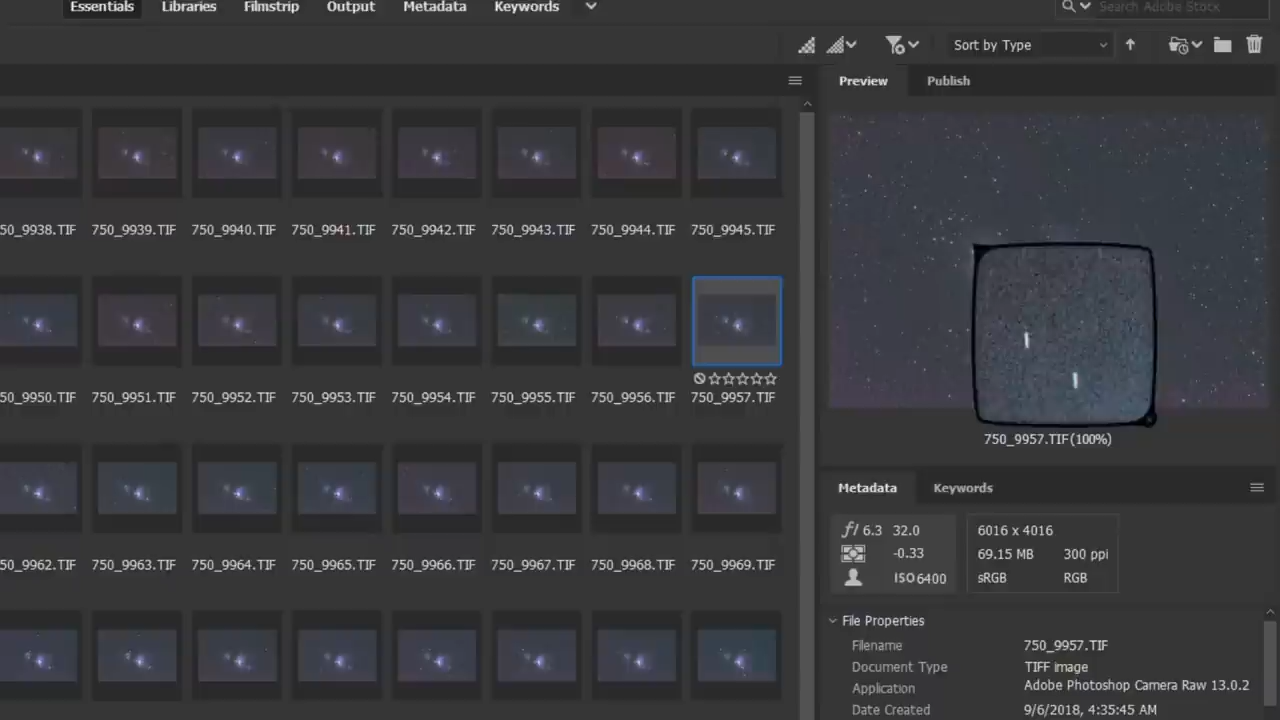 Essentials Libraries Filmstrip Output Metadata Keywords
Search Adobe Stock
Sort by Type
Preview Publish
50_9938.TIF 750_9939.TIF 750_9940.TIF 750_9941.TIF 750_9942.TIF 750_9943.TIF 750_9944.TIF 750_9945.TIF
50_9950.TIF 750_9951.TIF 750_9952.TIF 750_9953.TIF 750_9954.TIF 750_9955.TIF 750_9956.TIF 750_9957.TIF
750_9957.TIF(100%)
50_9962.TIF 750_9963.TIF 750_9964.TIF 750_9965.TIF 750_9966.TIF 750_9967.TIF 750_9968.TIF 750_9969.TIF
Metadata Keywords
f/ 6.3 32.0
-0.33
ISO6400
6016 x 4016
69.15 MB 300 ppi
sRGB RGB
File Properties
Filename 750_9957.TIF
Document Type TIFF image
Application Adobe Photoshop Camera Raw 13.0.2
Date Created 9/6/2018, 4:35:45 AM